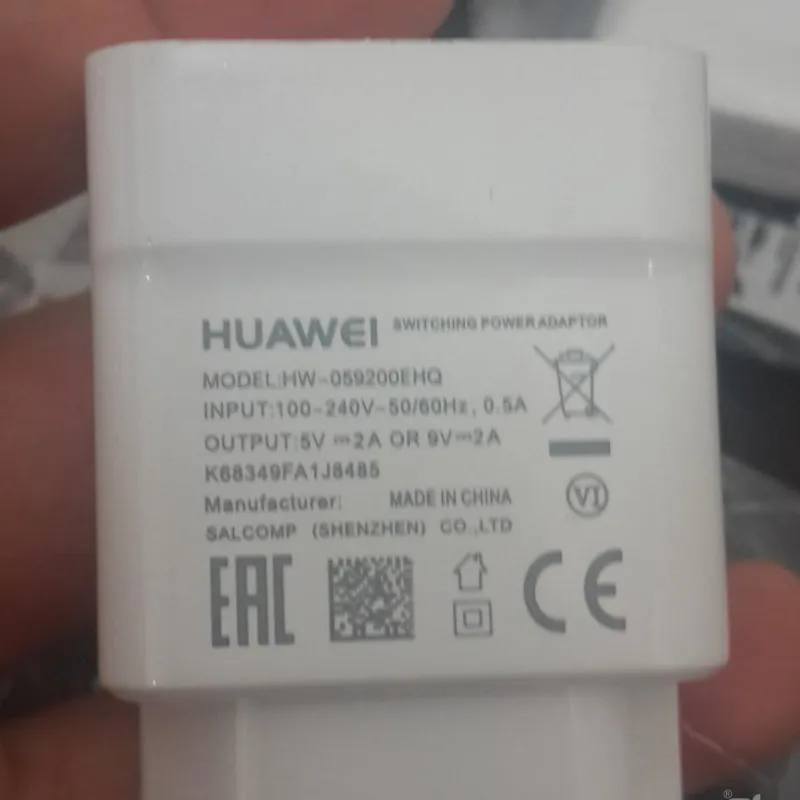 HUAWEI SWITCHING POWER ADAPTOR
MODEL:HW-059200EHQ
INPUT:100-240V~50/60Hz, 0.5A
OUTPUT:5V⎓2A OR 9V⎓2A
K68349FA1J8485
Manufacturer: MADE IN CHINA
VI
SALCOMP (SHENZHEN) CO.,LTD
EAC CE